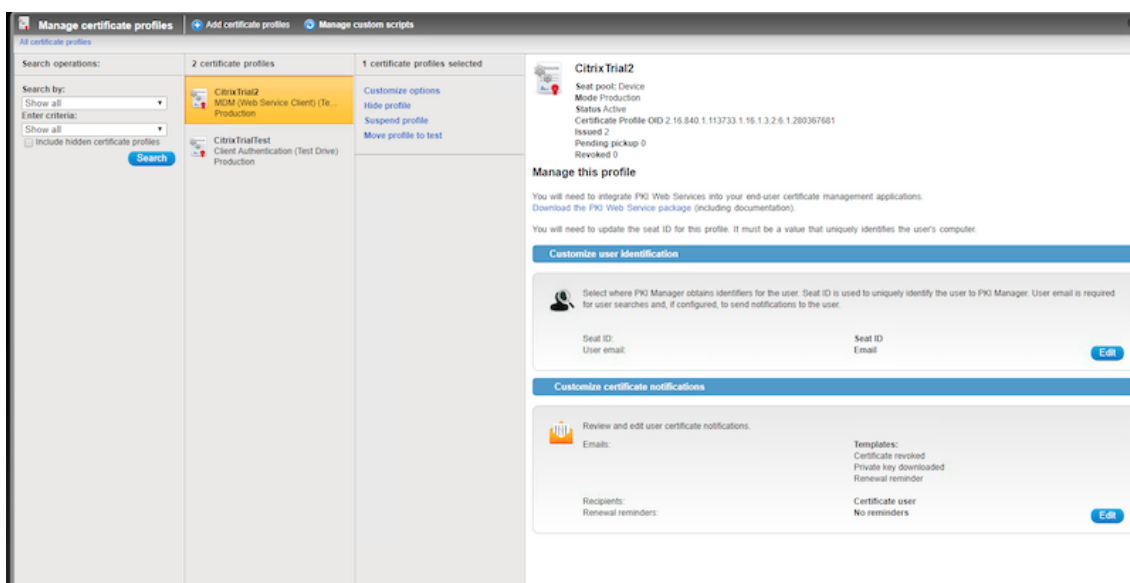 Manage certificate profiles
Add certificate profiles
Manage custom scripts
All certificate profiles
Search operations:
Search by:
Show all
Enter criteria:
Show all
Include hidden certificate profiles
Search
2 certificate profiles
CitrixTrial2
MDM (Web Service Client) (Te...
Production
CitrixTrialTest
Client Authentication (Test Drive)
Production
1 certificate profiles selected
Customize options
Hide profile
Suspend profile
Move profile to test
CitrixTrial2
Seat pool: Device
Mode Production
Status Active
Certificate Profile OID 2.16.840.1.113733.1.16.1.3.2.6.1.280367681
Issued 2
Pending pickup 0
Revoked 0
Manage this profile
You will need to integrate PKI Web Services into your end-user certificate management applications.
Download the PKI Web Service package (including documentation).
You will need to update the seat ID for this profile. It must be a value that uniquely identifies the user's computer.
Customize user identification
Select where PKI Manager obtains identifiers for the user. Seat ID is used to uniquely identify the user to PKI Manager. User email is required
for user searches and, if configured, to send notifications to the user.
Seat ID: Seat ID
User email: Email
Edit
Customize certificate notifications
Review and edit user certificate notifications.
Emails: Templates:
Certificate revoked
Private key downloaded
Renewal reminder
Recipients: Certificate user
Renewal reminders: No reminders
Edit